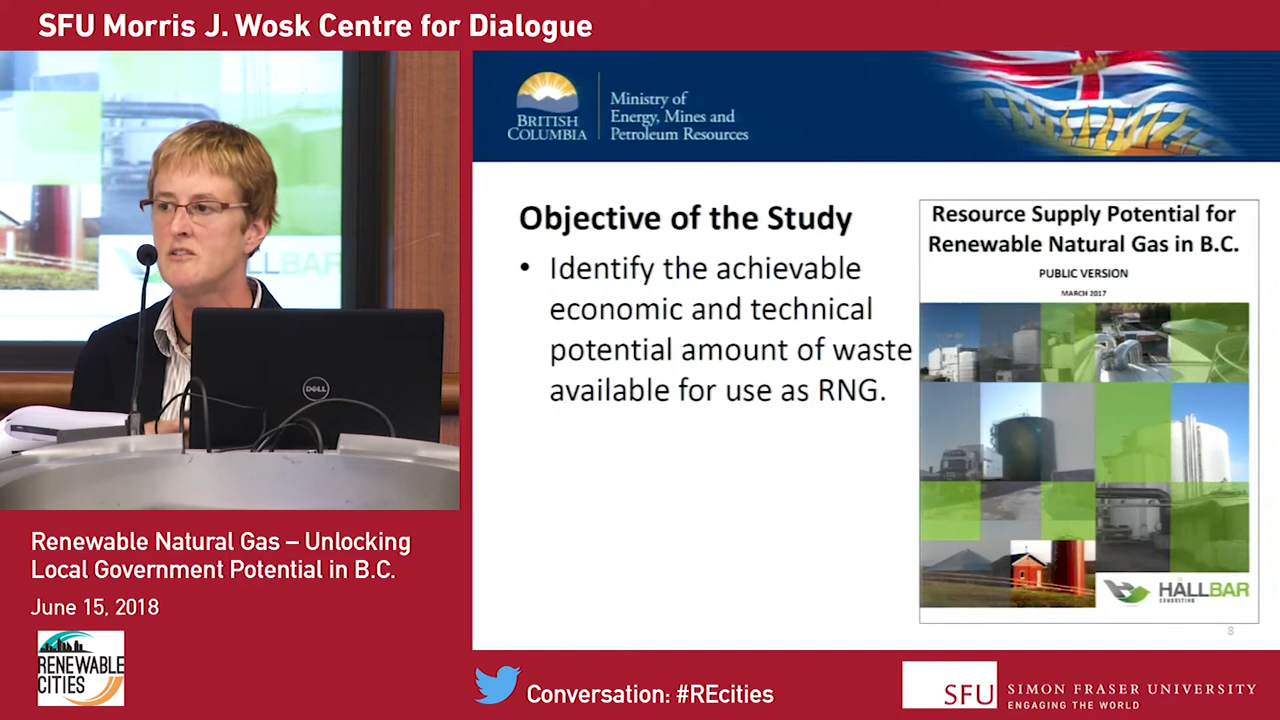 SFU Morris J. Wosk Centre for Dialogue
BRITISH
COLUMBIA
Ministry of
Energy, Mines and
Petroleum Resources
Objective of the Study
• Identify the achievable
economic and technical
potential amount of waste
available for use as RNG.
Resource Supply Potential for
Renewable Natural Gas in B.C.
PUBLIC VERSION
MARCH 2017
HALLBAR
CONSULTING
8
LLBAR
DELL
Renewable Natural Gas – Unlocking
Local Government Potential in B.C.
June 15, 2018
RENEWABLE
CITIES
Conversation: #REcities
SFU
SIMON FRASER UNIVERSITY
ENGAGING THE WORLD